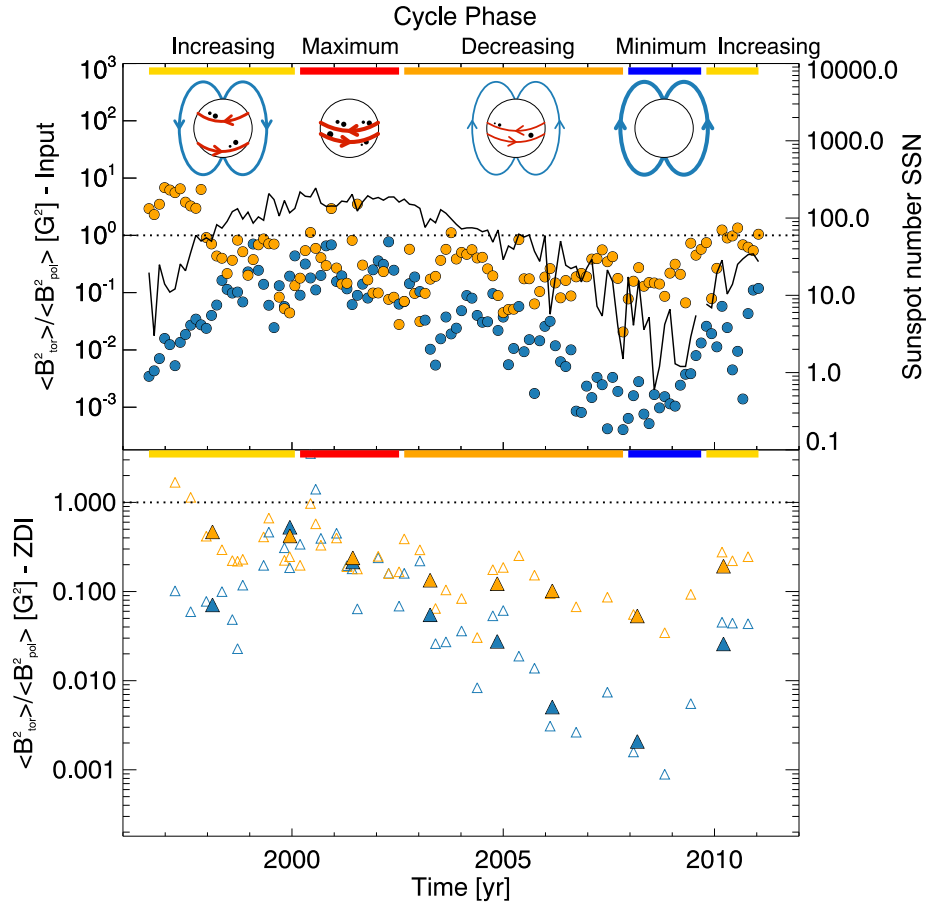 Cycle Phase
Increasing Maximum Decreasing Minimum Increasing
10³
10²
10¹
10⁰
10⁻¹
10⁻²
10⁻³
<B²tor>/<B²pol> [G²] - Input
10000.0
1000.0
100.0
10.0
1.0
0.1
Sunspot number SSN
1.000
0.100
0.010
0.001
<B²tor>/<B²pol> [G²] - ZDI
2000 2005 2010
Time [yr]